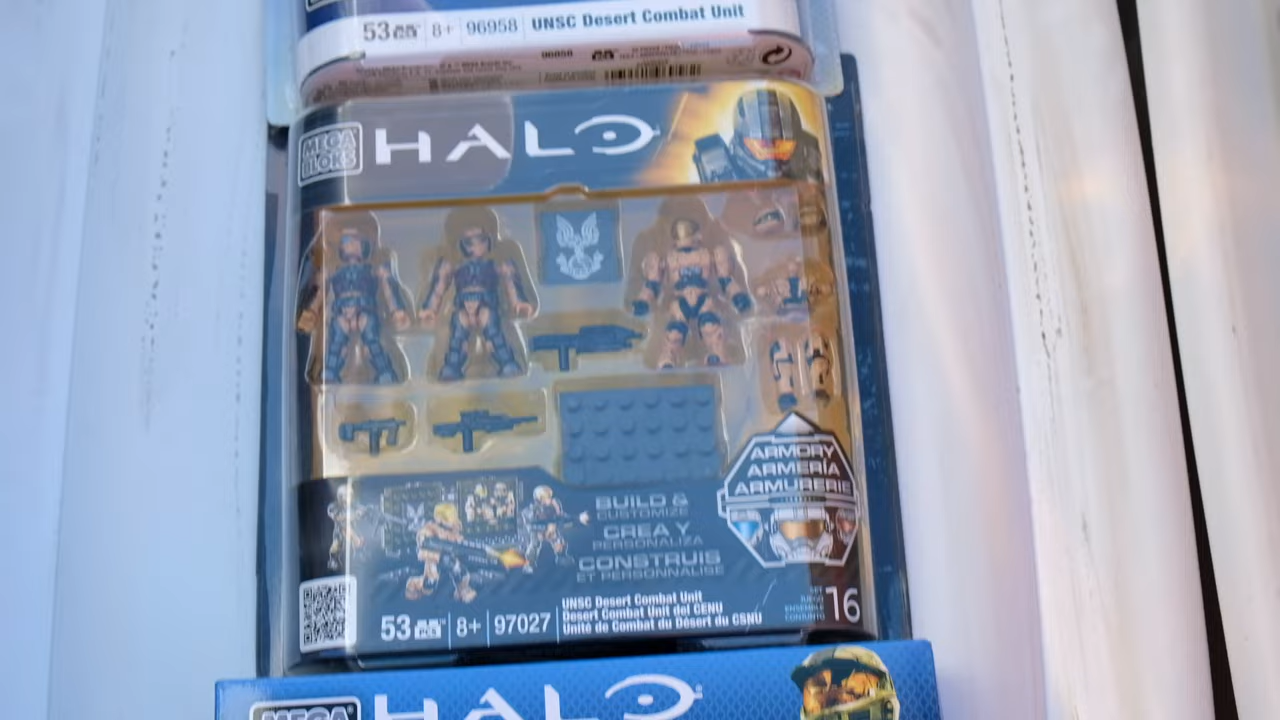 53 8+ 96958 UNSC Desert Combat Unit
MEGA
BLOKS
HALO
ARMORY
ARMERÍA
ARMURERIE
BUILD &
CUSTOMIZE
CREA Y
PERSONALIZA
CONSTRUIS
ET PERSONNALISE
53 8+ 97027
UNSC Desert Combat Unit
Desert Combat Unit del CENU
Unité de Combat du Désert du CSNU
16
MEGA
HALO